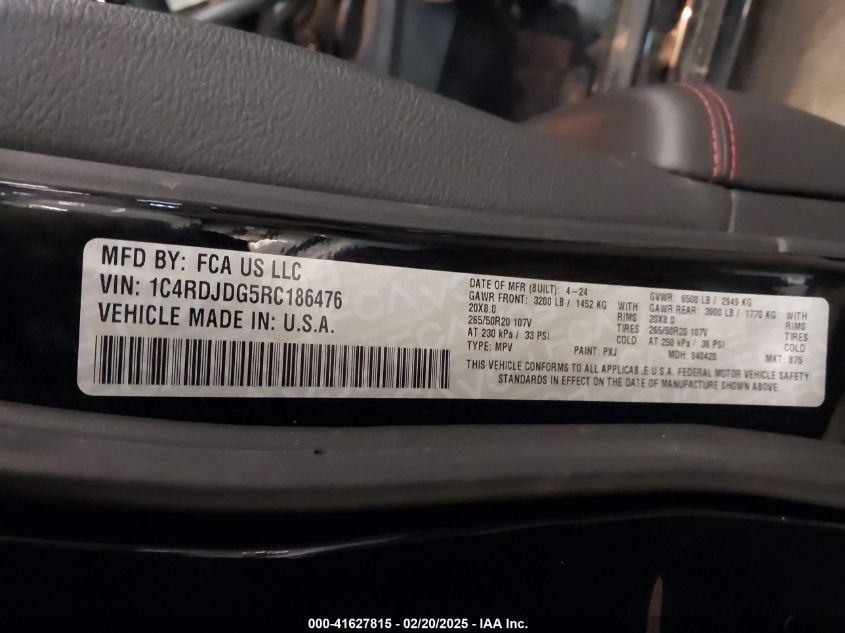 MFD BY: FCA US LLC
VIN: 1C4RDJDG5RC186476
VEHICLE MADE IN: U.S.A.
DATE OF MFR (BUILT): 4-24
GAWR FRONT: 3200 LB / 1452 KG WITH
20X8.0 RIMS
265/50R20 107V TIRES
AT 230 kPa / 33 PSI COLD
TYPE: MPV PAINT: PXJ
GVWR: 6500 LB / 2949 KG
GAWR REAR: 3900 LB / 1770 KG WITH
20X8.0 RIMS
265/50R20 107V TIRES
AT 250 kPa / 36 PSI COLD
MDH: 040420 MKT: B75
THIS VEHICLE CONFORMS TO ALL APPLICAB.E U.S.A. FEDERAL MOTOR VEHICLE SAFETY
STANDARDS IN EFFECT ON THE DATE OF MANUFACTURE SHOWN ABOVE.
000-41627815 - 02/20/2025 - IAA Inc.